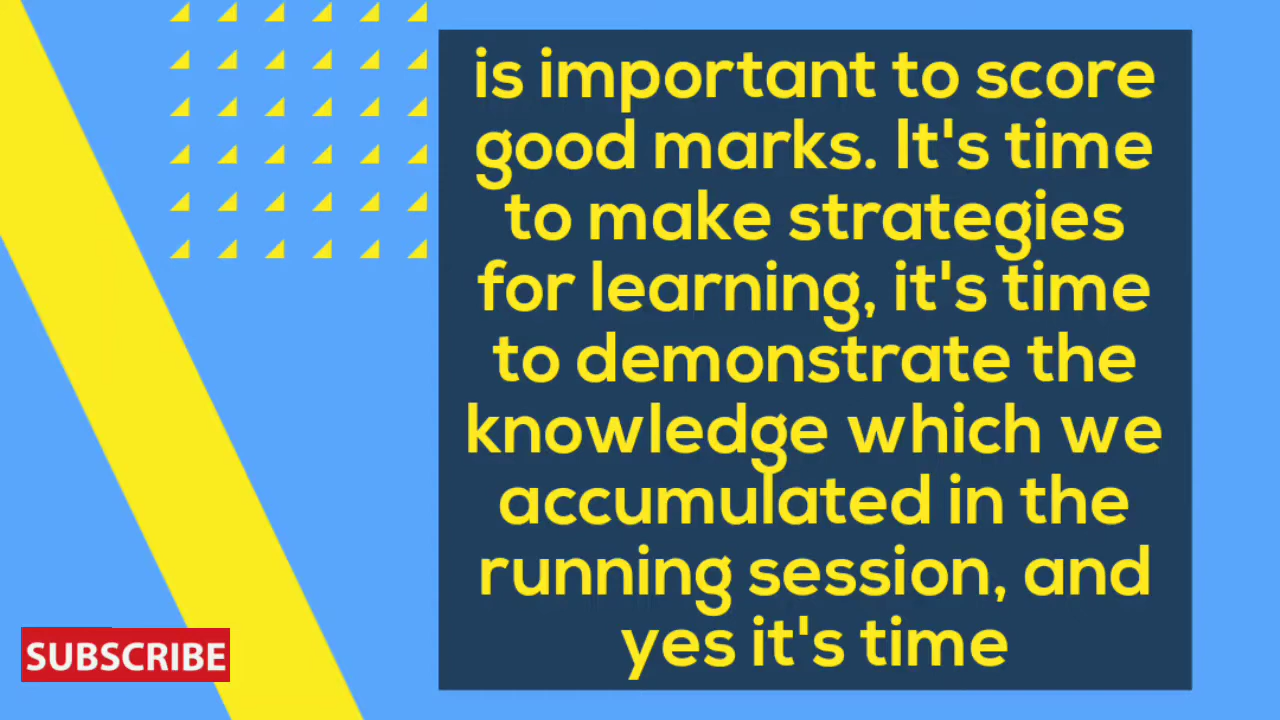 is important to score
good marks. It's time
to make strategies
for learning, it's time
to demonstrate the
knowledge which we
accumulated in the
running session, and
yes it's time
SUBSCRIBE